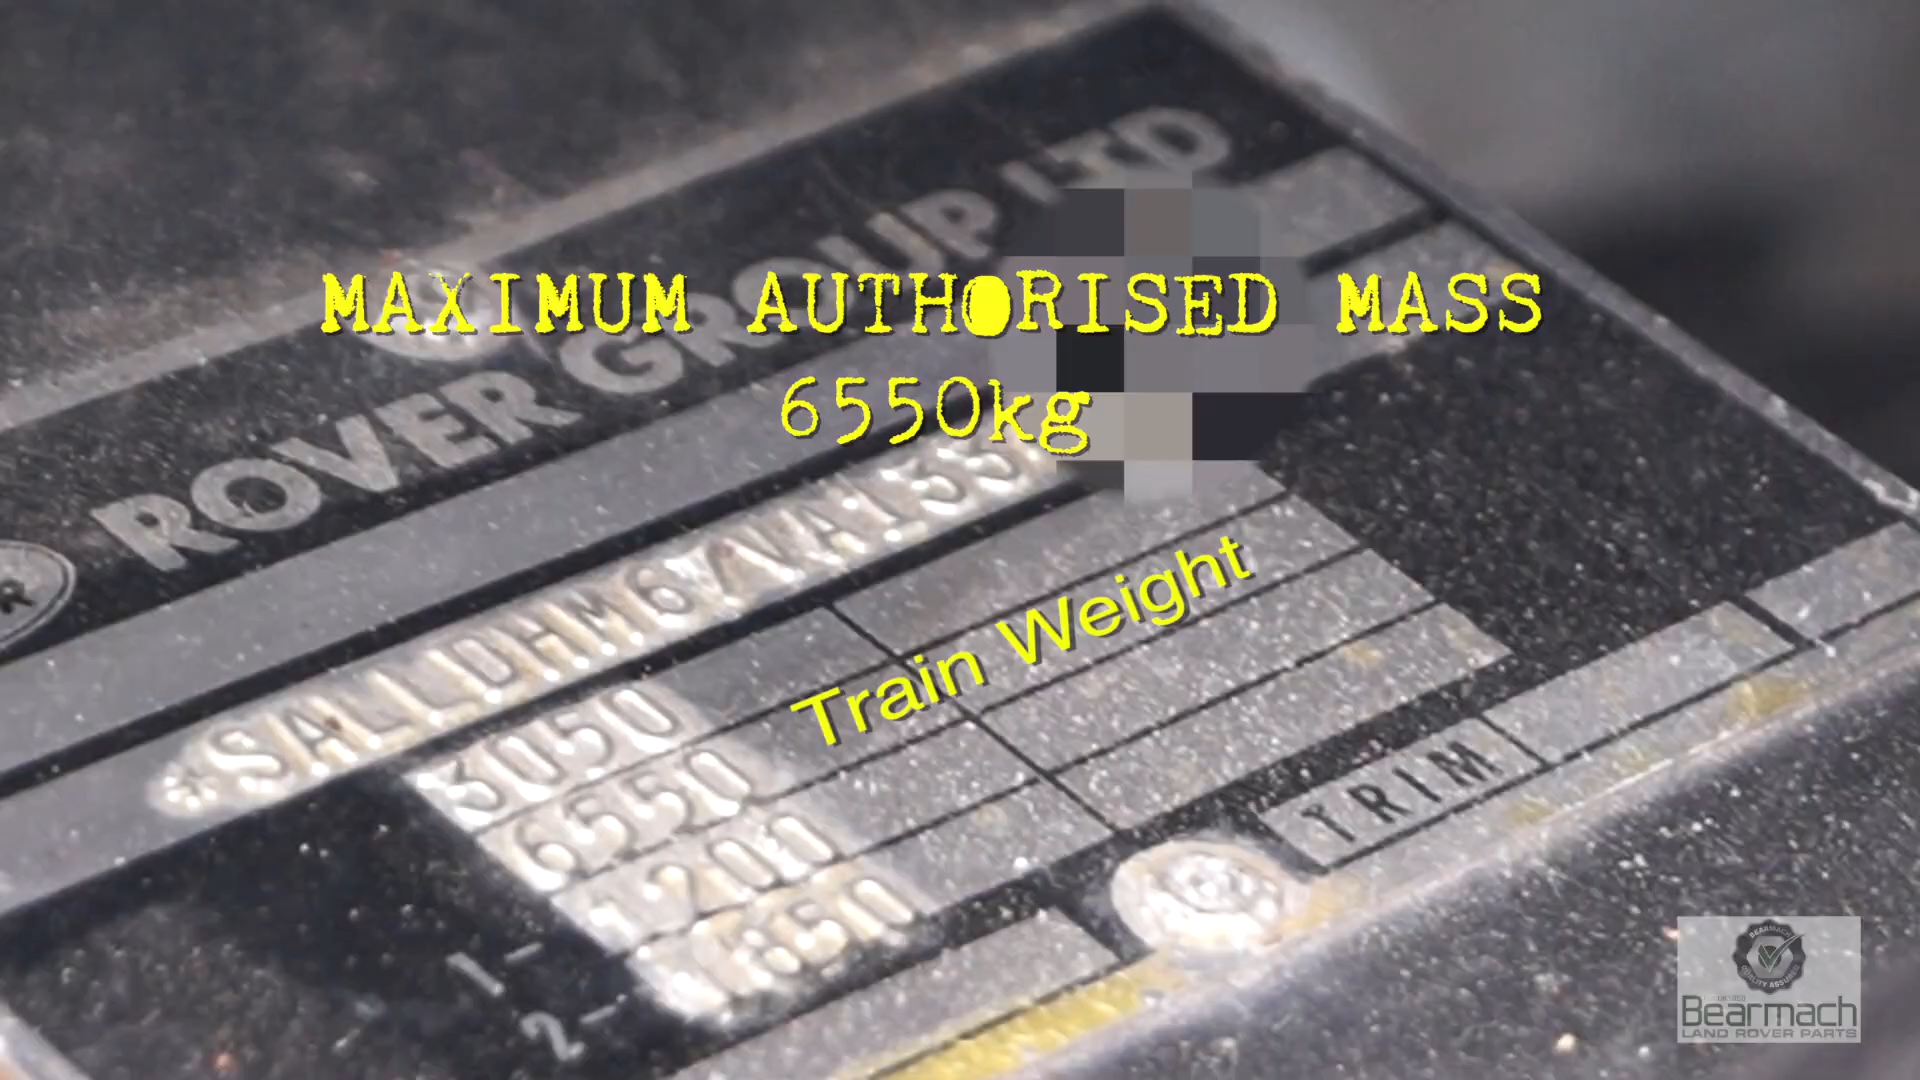 ROVER GROUP LTD
MAXIMUM AUTHORISED MASS
6550kg
Train Weight
3050
6550
1200
1-
1650
2-
TRIM
Bearmach
LAND ROVER PARTS